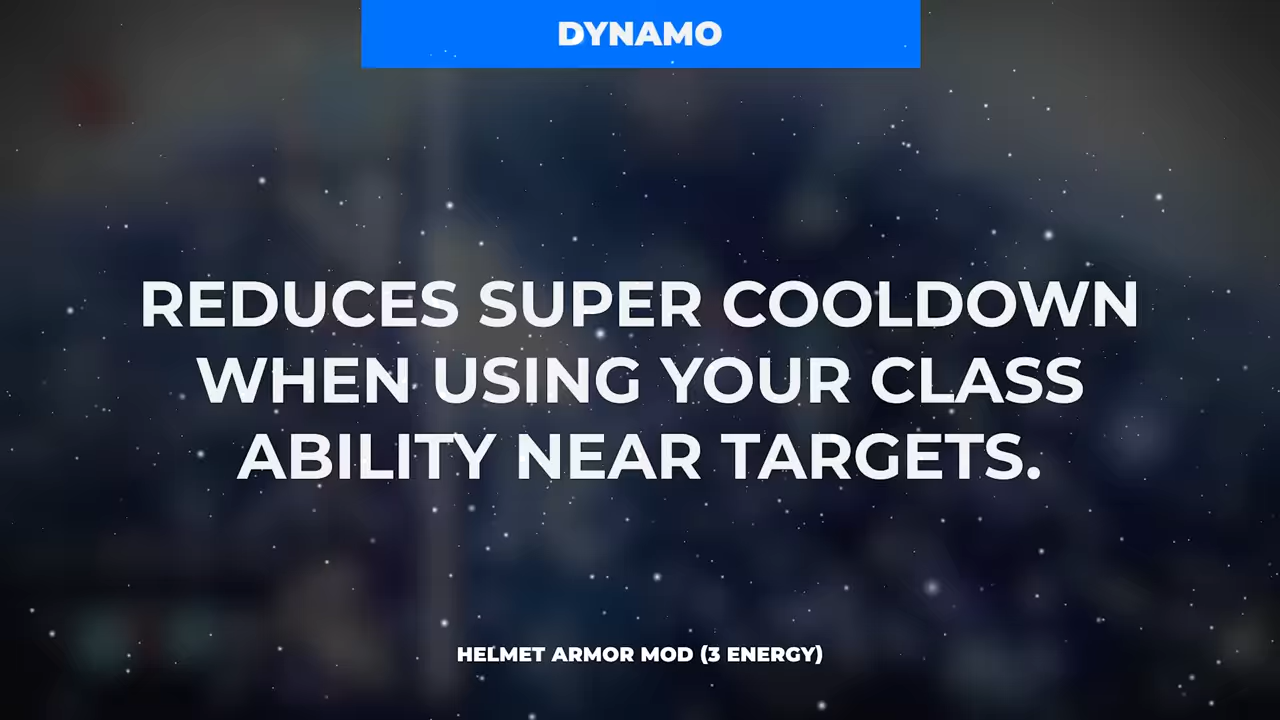 DYNAMO
REDUCES SUPER COOLDOWN
WHEN USING YOUR CLASS
ABILITY NEAR TARGETS.
HELMET ARMOR MOD (3 ENERGY)